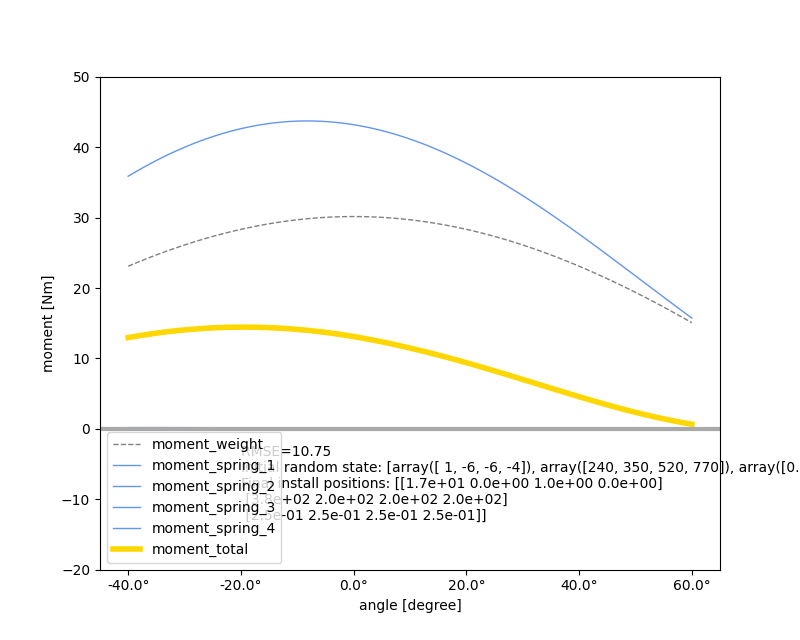 50
40
30
20
10
0
−10
−20
moment [Nm]
moment_weight
moment_spring_1
moment_spring_2
moment_spring_3
moment_spring_4
moment_total
RMSE=10.75
random state: [array([ 1, -6, -6, -4]), array([240, 350, 520, 770]), array([0.
install positions: [[1.7e+01 0.0e+00 1.0e+00 0.0e+00]
2.0e+02 2.0e+02 2.0e+02]
2.5e-01 2.5e-01 2.5e-01]]
-40.0° -20.0° 0.0° 20.0° 40.0° 60.0°
angle [degree]